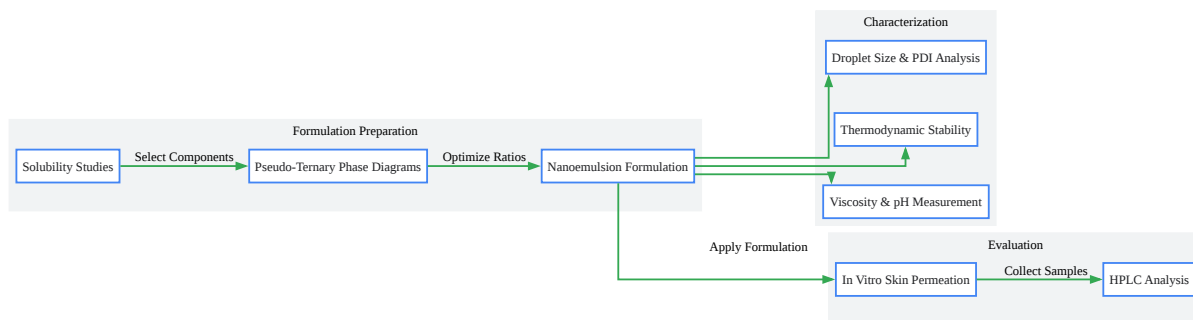 Characterization
Droplet Size & PDI Analysis
Formulation Preparation
Thermodynamic Stability
Solubility Studies
Select Components
Pseudo-Ternary Phase Diagrams
Optimize Ratios
Nanoemulsion Formulation
Viscosity & pH Measurement
Apply Formulation
Evaluation
In Vitro Skin Permeation
Collect Samples
HPLC Analysis